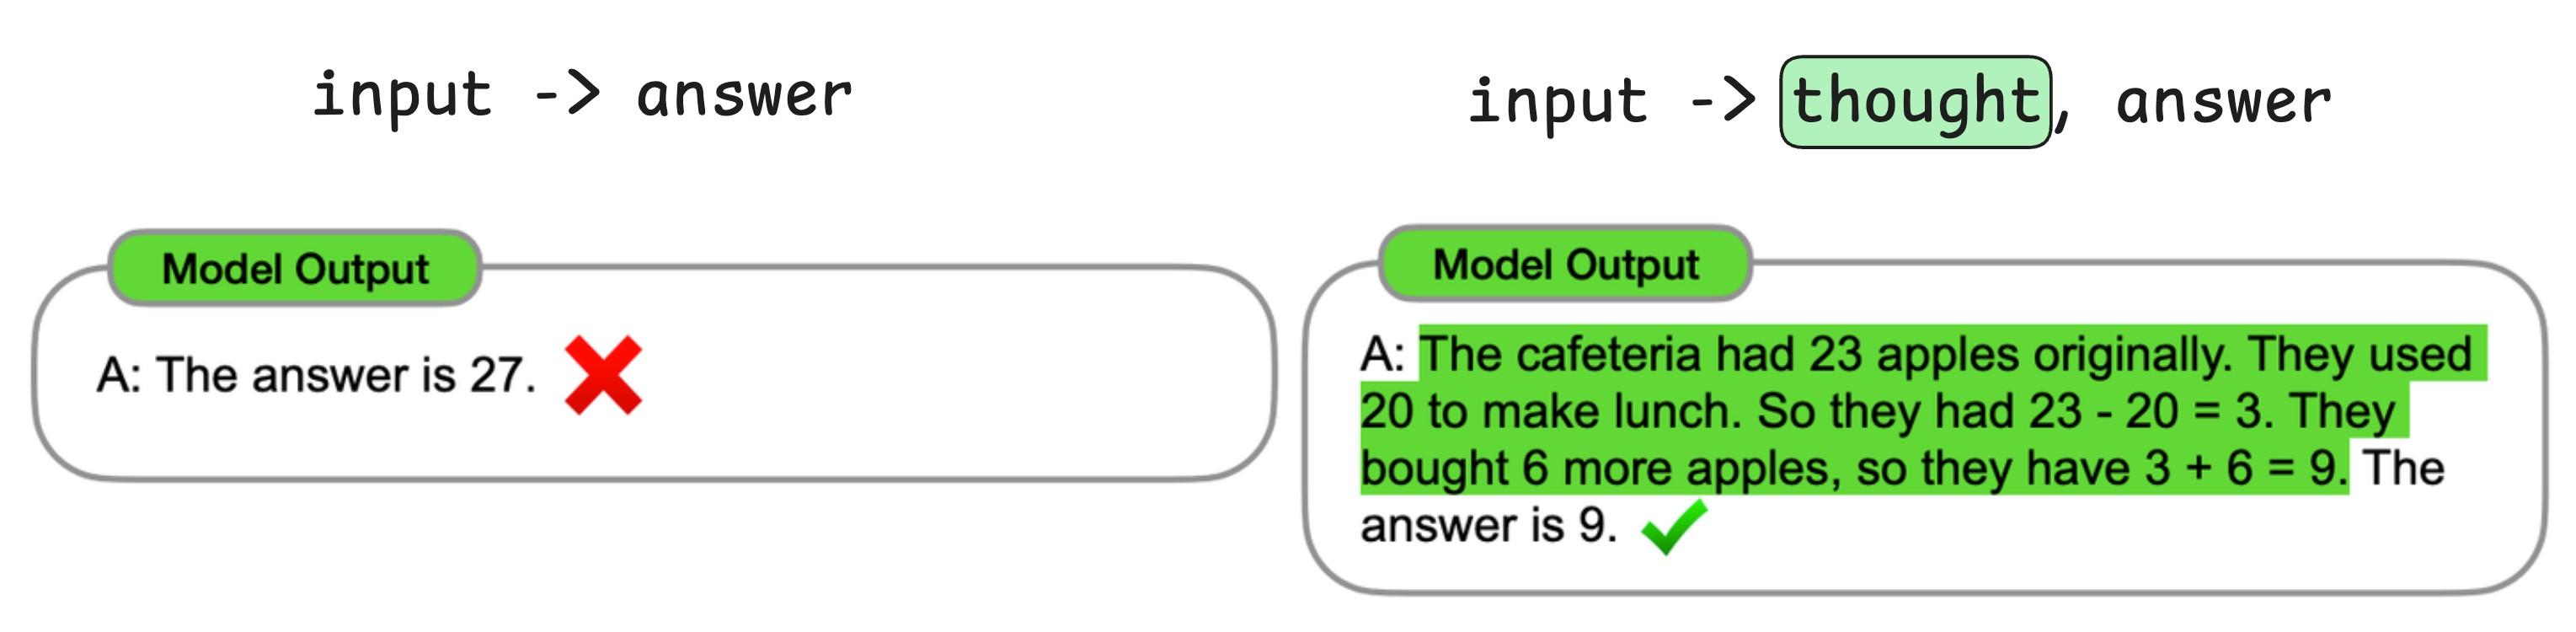 input -> answer
Model Output
A: The answer is 27.
input -> thought, answer
Model Output
A: The cafeteria had 23 apples originally. They used
20 to make lunch. So they had 23 - 20 = 3. They
bought 6 more apples, so they have 3 + 6 = 9. The
answer is 9.